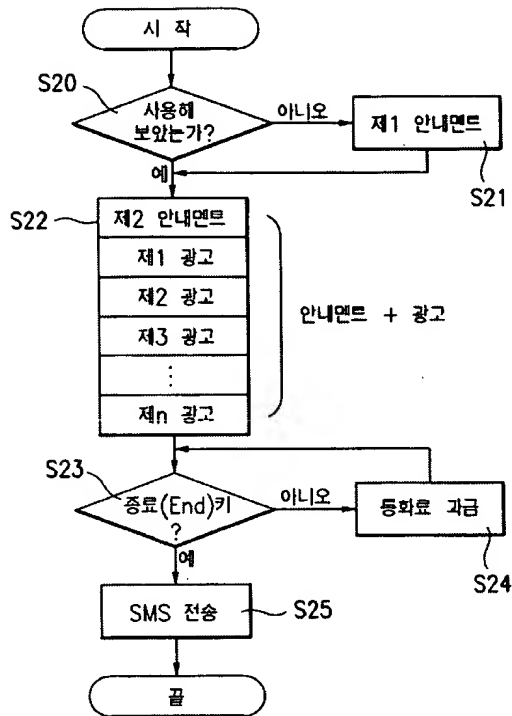 시 작
S20
사용해
보았는가?
아니오
제1 안내멘트
S21
예
S22
제2 안내멘트
제1 광고
제2 광고
제3 광고
⋮
제n 광고
안내멘트 + 광고
S23
종료(End)키
?
아니오
통화료 과금
S24
예
SMS 전송
S25
끝